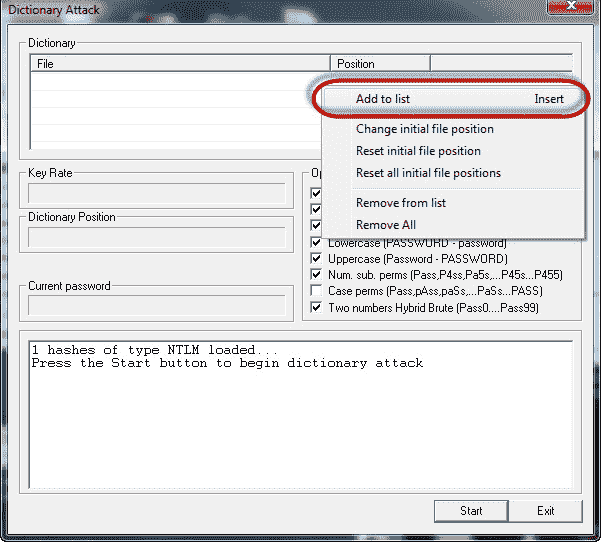 Dictionary Attack
Dictionary
File Position
Add to list Insert
Change initial file position
Reset initial file position
Reset all initial file positions
Remove from list
Remove All
Key Rate
Dictionary Position
Current password
Lowercase (PASSWORD - password)
Uppercase (Password - PASSWORD)
Num. sub. perms (Pass,P4ss,Pa5s,...P45s...P455)
Case perms (Pass,pAss,paSs,...PaSs...PASS)
Two numbers Hybrid Brute (Pass0....Pass99)
1 hashes of type NTLM loaded...
Press the Start button to begin dictionary attack
Start Exit